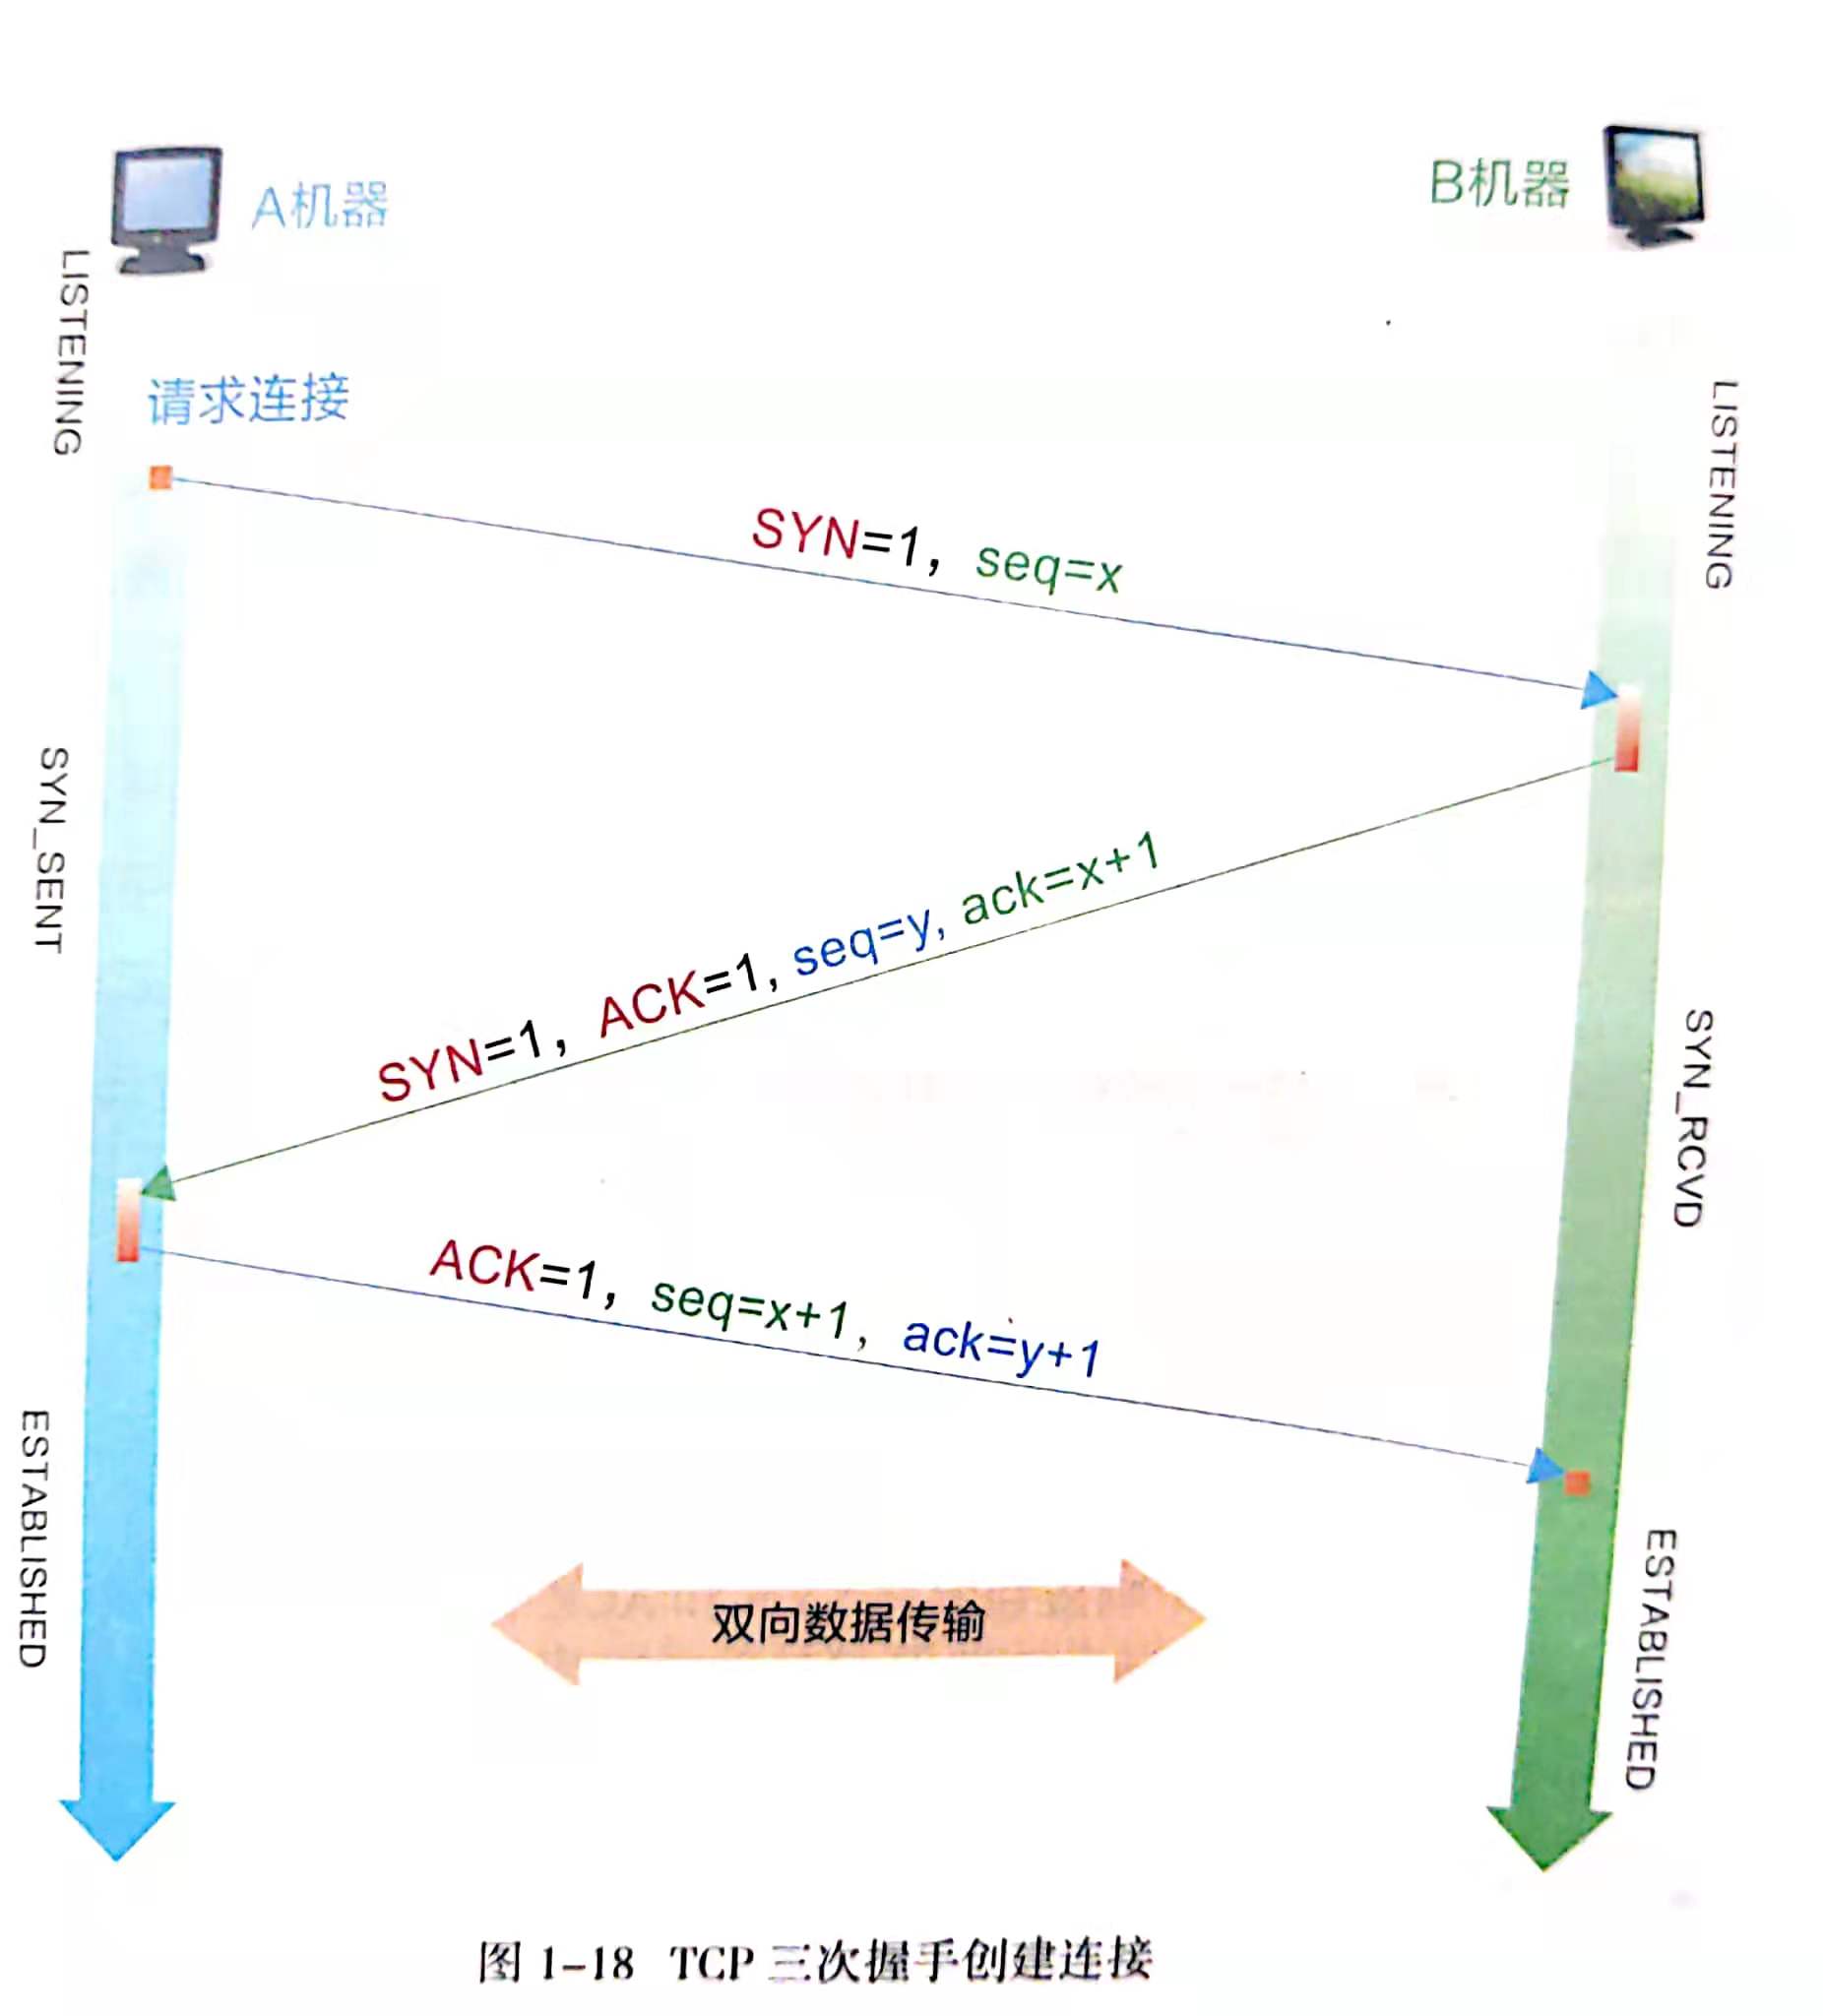 A机器
B机器
LISTENING
请求连接
LISTENING
SYN=1, seq=x
SYN_SENT
SYN=1, ACK=1, seq=y, ack=x+1
SYN_RCVD
ACK=1, seq=x+1, ack=y+1
ESTABLISHED
ESTABLISHED
双向数据传输
图 1-18 TCP 三次握手创建连接